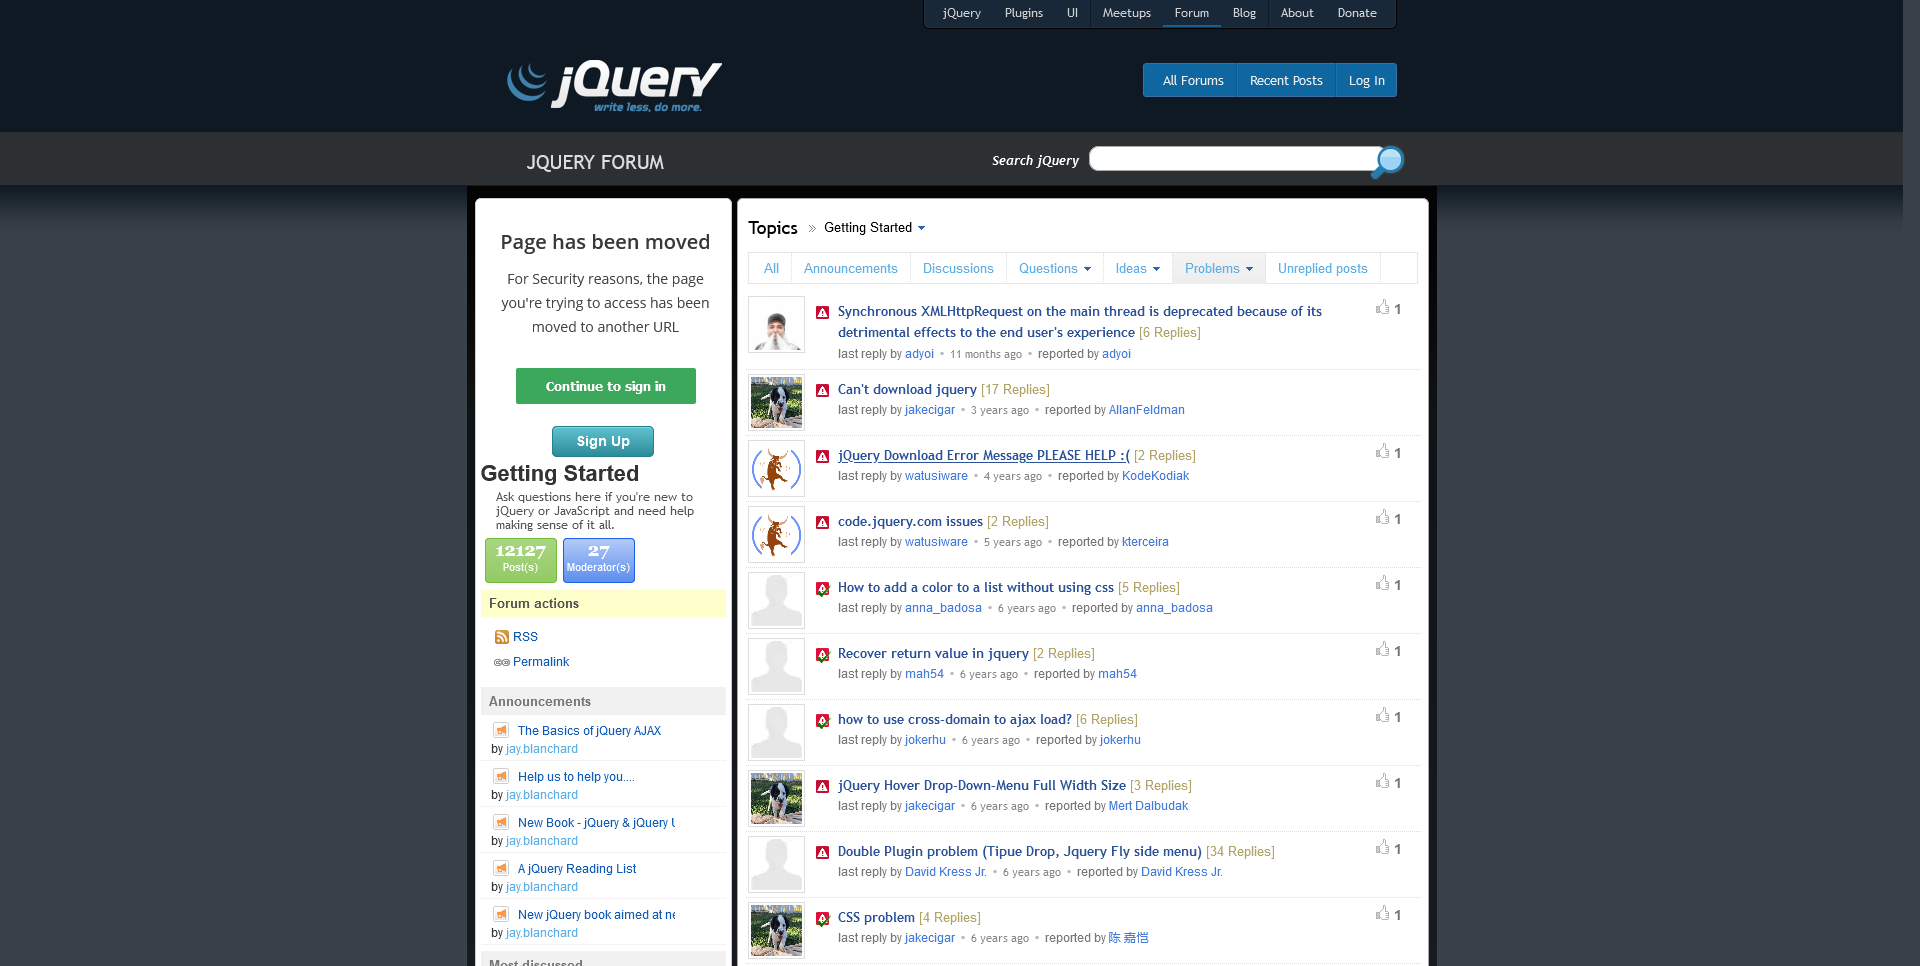 jQuery Plugins UI Meetups Forum Blog About Donate
jQuery
write less, do more.
All Forums Recent Posts Log In
JQUERY FORUM
Search jQuery
Page has been moved
For Security reasons, the page
you're trying to access has been
moved to another URL
Continue to sign in
Sign Up
Getting Started
Ask questions here if you're new to
jQuery or JavaScript and need help
making sense of it all.
12127 27
Post(s) Moderator(s)
Forum actions
RSS
Permalink
Announcements
The Basics of jQuery AJAX
by jay.blanchard
Help us to help you....
by jay.blanchard
New Book - jQuery & jQuery U
by jay.blanchard
A jQuery Reading List
by jay.blanchard
New jQuery book aimed at ne
by jay.blanchard
Most discussed
Topics » Getting Started
All Announcements Discussions Questions Ideas Problems Unreplied posts
Synchronous XMLHttpRequest on the main thread is deprecated because of its 1
detrimental effects to the end user's experience [6 Replies]
last reply by adyoi • 11 months ago • reported by adyoi
Can't download jquery [17 Replies]
last reply by jakecigar • 3 years ago • reported by AllanFeldman
jQuery Download Error Message PLEASE HELP :( [2 Replies] 1
last reply by watusiware • 4 years ago • reported by KodeKodiak
code.jquery.com issues [2 Replies] 1
last reply by watusiware • 5 years ago • reported by kterceira
How to add a color to a list without using css [5 Replies] 1
last reply by anna_badosa • 6 years ago • reported by anna_badosa
Recover return value in jquery [2 Replies] 1
last reply by mah54 • 6 years ago • reported by mah54
how to use cross-domain to ajax load? [6 Replies] 1
last reply by jokerhu • 6 years ago • reported by jokerhu
jQuery Hover Drop-Down-Menu Full Width Size [3 Replies] 1
last reply by jakecigar • 6 years ago • reported by Mert Dalbudak
Double Plugin problem (Tipue Drop, Jquery Fly side menu) [34 Replies] 1
last reply by David Kress Jr. • 6 years ago • reported by David Kress Jr.
CSS problem [4 Replies] 1
last reply by jakecigar • 6 years ago • reported by 陈 嘉恺